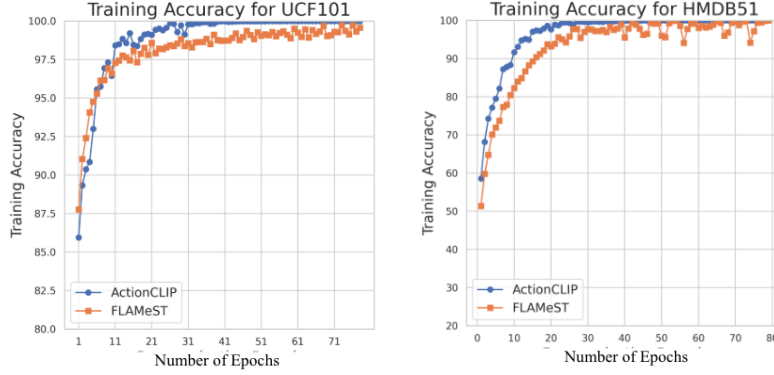 Training Accuracy for UCF101
Training Accuracy
100.0
97.5
95.0
92.5
90.0
87.5
85.0
82.5
80.0
ActionCLIP
FLAMeST
1 11 21 31 41 51 61 71
Number of Epochs
Training Accuracy for HMDB51
Training Accuracy
100
90
80
70
60
50
40
30
20
ActionCLIP
FLAMeST
0 10 20 30 40 50 60 70 80
Number of Epochs